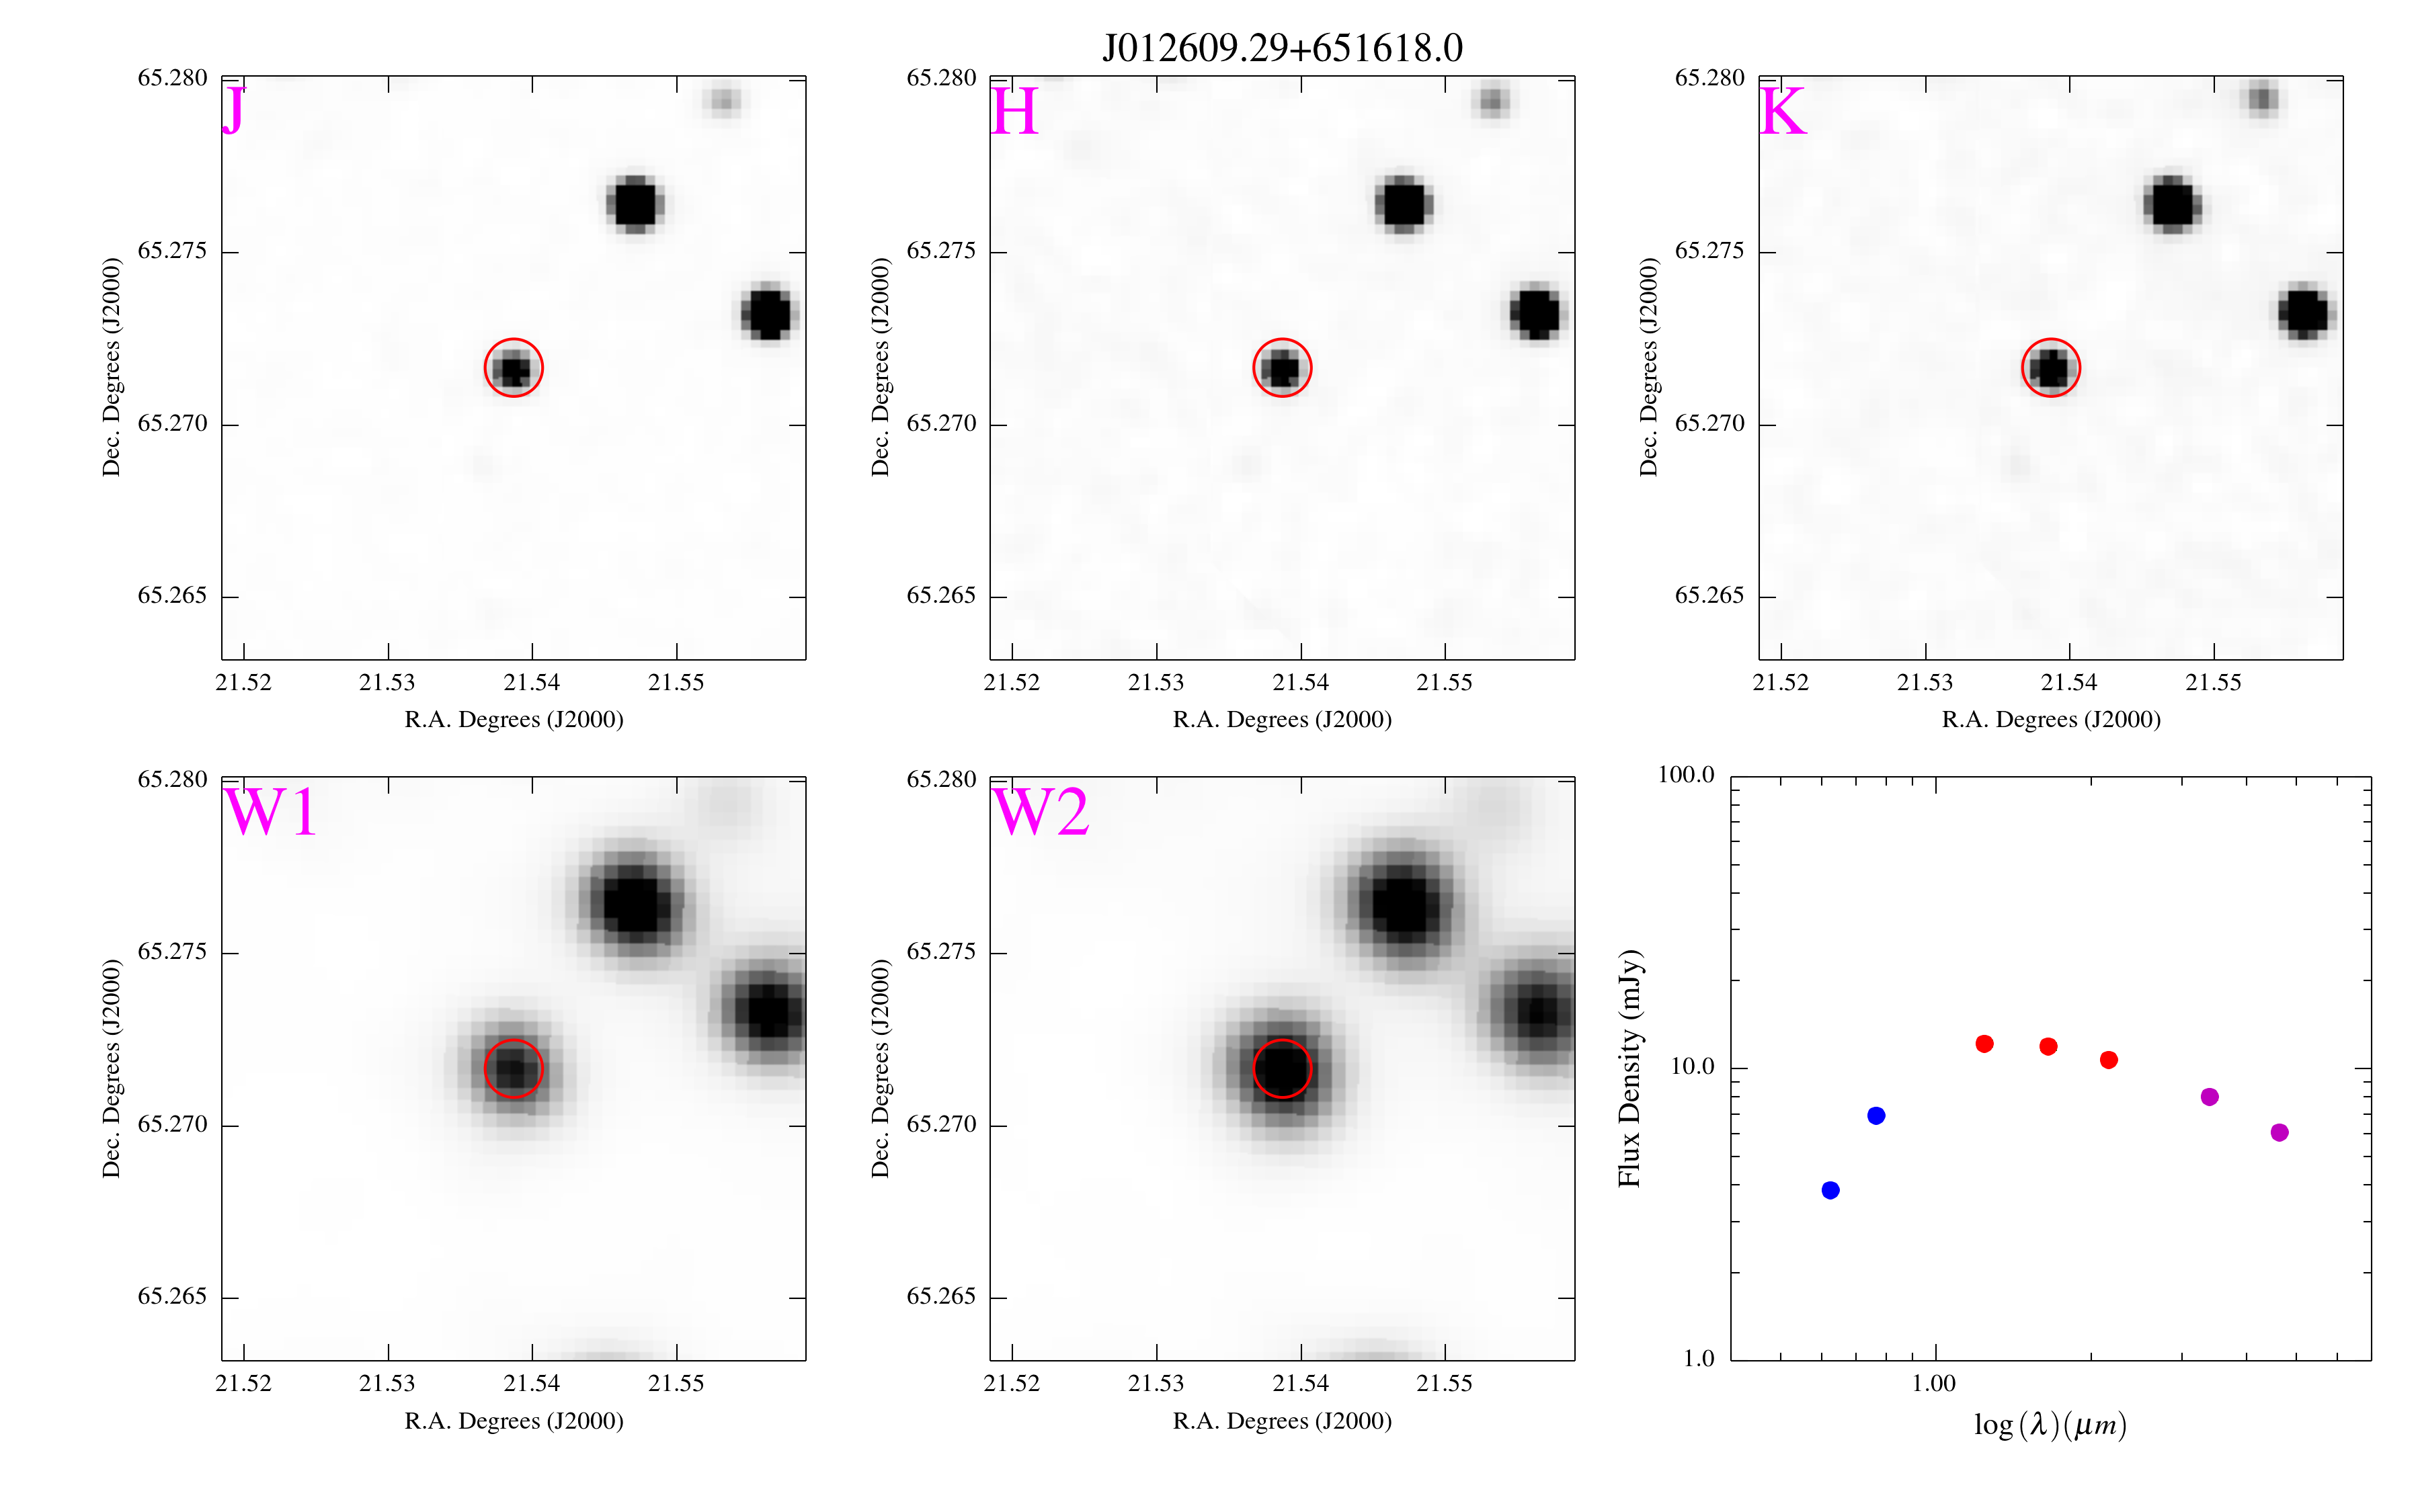 J012609.29+651618.0
J
65.280
65.275
65.270
65.265
Dec. Degrees (J2000)
21.52 21.53 21.54 21.55
R.A. Degrees (J2000)
H
65.280
65.275
65.270
65.265
Dec. Degrees (J2000)
21.52 21.53 21.54 21.55
R.A. Degrees (J2000)
K
65.280
65.275
65.270
65.265
Dec. Degrees (J2000)
21.52 21.53 21.54 21.55
R.A. Degrees (J2000)
W1
65.280
65.275
65.270
65.265
Dec. Degrees (J2000)
21.52 21.53 21.54 21.55
R.A. Degrees (J2000)
W2
65.280
65.275
65.270
65.265
Dec. Degrees (J2000)
21.52 21.53 21.54 21.55
R.A. Degrees (J2000)
100.0
10.0
1.0
Flux Density (mJy)
1.00
log(λ)(μm)